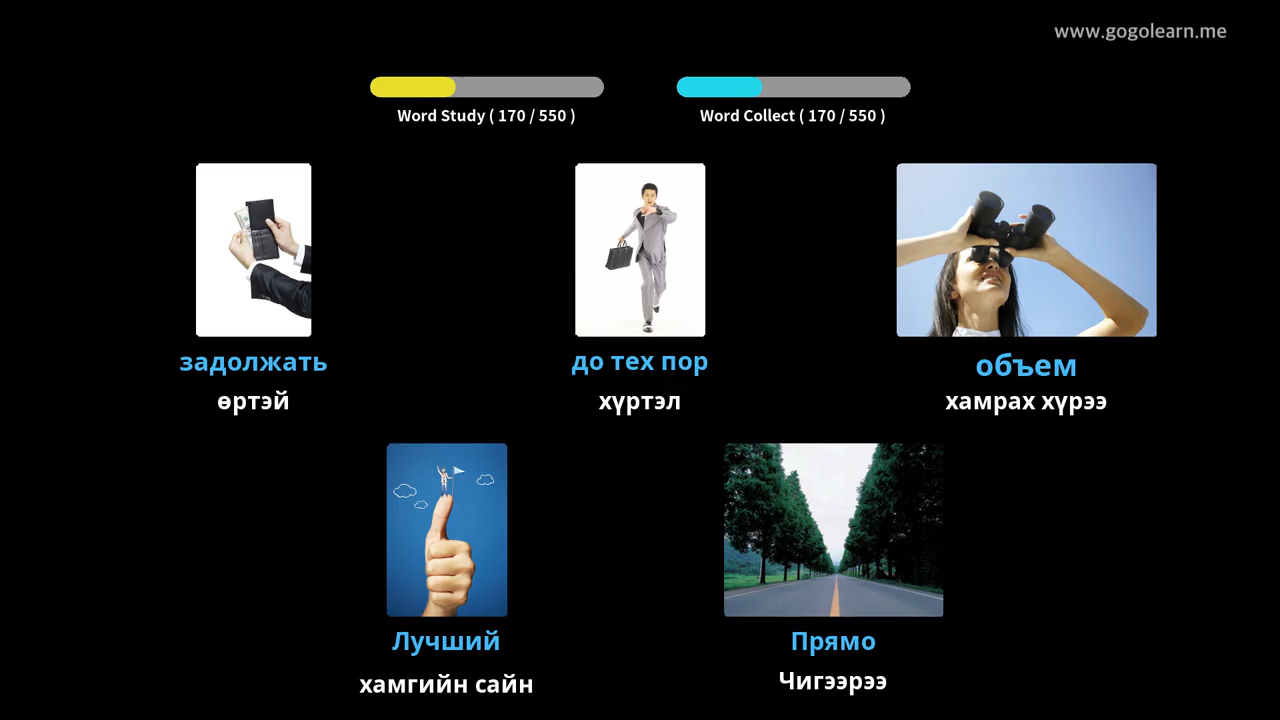 www.gogolearn.me
Word Study ( 170 / 550 )
Word Collect ( 170 / 550 )
задолжать
өртэй
до тех пор
хүртэл
объем
хамрах хүрээ
Лучший
хамгийн сайн
Прямо
Чигээрээ